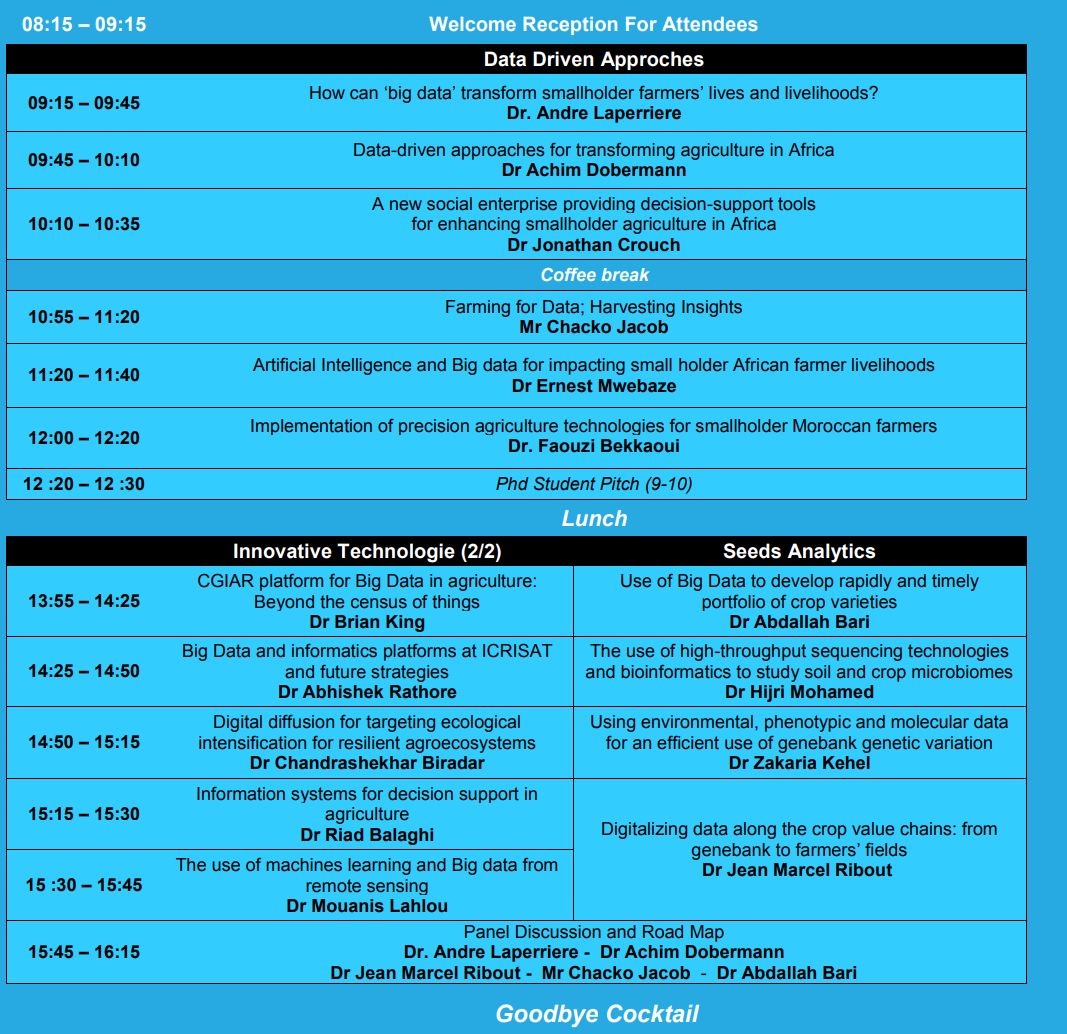 08:15 – 09:15 Welcome Reception For Attendees
Data Driven Approches
09:15 – 09:45
How can ‘big data’ transform smallholder farmers’ lives and livelihoods?
Dr. Andre Laperriere
09:45 – 10:10
Data-driven approaches for transforming agriculture in Africa
Dr Achim Dobermann
10:10 – 10:35
A new social enterprise providing decision-support tools
for enhancing smallholder agriculture in Africa
Dr Jonathan Crouch
Coffee break
10:55 – 11:20
Farming for Data; Harvesting Insights
Mr Chacko Jacob
11:20 – 11:40
Artificial Intelligence and Big data for impacting small holder African farmer livelihoods
Dr Ernest Mwebaze
12:00 – 12:20
Implementation of precision agriculture technologies for smallholder Moroccan farmers
Dr. Faouzi Bekkaoui
12 :20 – 12 :30 Phd Student Pitch (9-10)
Lunch
Innovative Technologie (2/2) Seeds Analytics
13:55 – 14:25
CGIAR platform for Big Data in agriculture:
Beyond the census of things
Dr Brian King
Use of Big Data to develop rapidly and timely
portfolio of crop varieties
Dr Abdallah Bari
14:25 – 14:50
Big Data and informatics platforms at ICRISAT
and future strategies
Dr Abhishek Rathore
The use of high-throughput sequencing technologies
and bioinformatics to study soil and crop microbiomes
Dr Hijri Mohamed
14:50 – 15:15
Digital diffusion for targeting ecological
intensification for resilient agroecosystems
Dr Chandrashekhar Biradar
Using environmental, phenotypic and molecular data
for an efficient use of genebank genetic variation
Dr Zakaria Kehel
15:15 – 15:30
Information systems for decision support in
agriculture
Dr Riad Balaghi
Digitalizing data along the crop value chains: from
genebank to farmers’ fields
Dr Jean Marcel Ribout
15 :30 – 15:45
The use of machines learning and Big data from
remote sensing
Dr Mouanis Lahlou
15:45 – 16:15
Panel Discussion and Road Map
Dr. Andre Laperriere - Dr Achim Dobermann
Dr Jean Marcel Ribout - Mr Chacko Jacob - Dr Abdallah Bari
Goodbye Cocktail